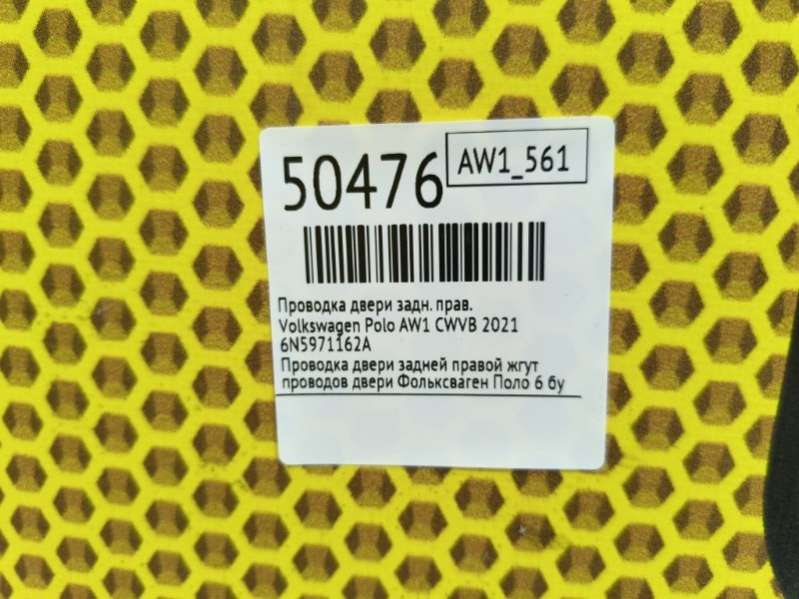 50476
AW1_561
Проводка двери задн. прав.
Volkswagen Polo AW1 CWVB 2021
6N5971162A
Проводка двери задней правой жгут
проводов двери Фольксваген Поло 6 бу